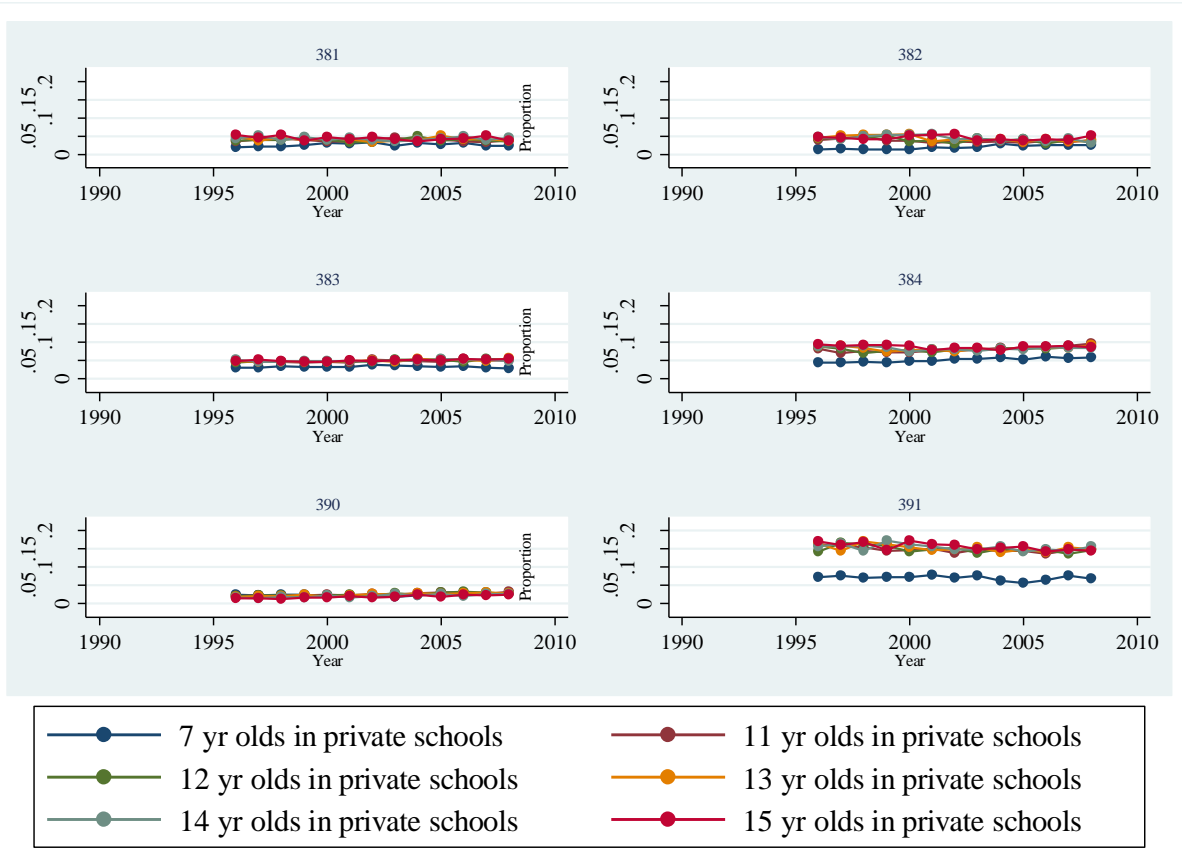 381
0 .05 .1 .15 .2
Proportion
1990 1995 2000 2005 2010
Year
382
0 .05 .1 .15 .2
1990 1995 2000 2005 2010
Year
383
0 .05 .1 .15 .2
Proportion
1990 1995 2000 2005 2010
Year
384
0 .05 .1 .15 .2
1990 1995 2000 2005 2010
Year
390
0 .05 .1 .15 .2
Proportion
1990 1995 2000 2005 2010
Year
391
0 .05 .1 .15 .2
1990 1995 2000 2005 2010
Year
7 yr olds in private schools
11 yr olds in private schools
12 yr olds in private schools
13 yr olds in private schools
14 yr olds in private schools
15 yr olds in private schools